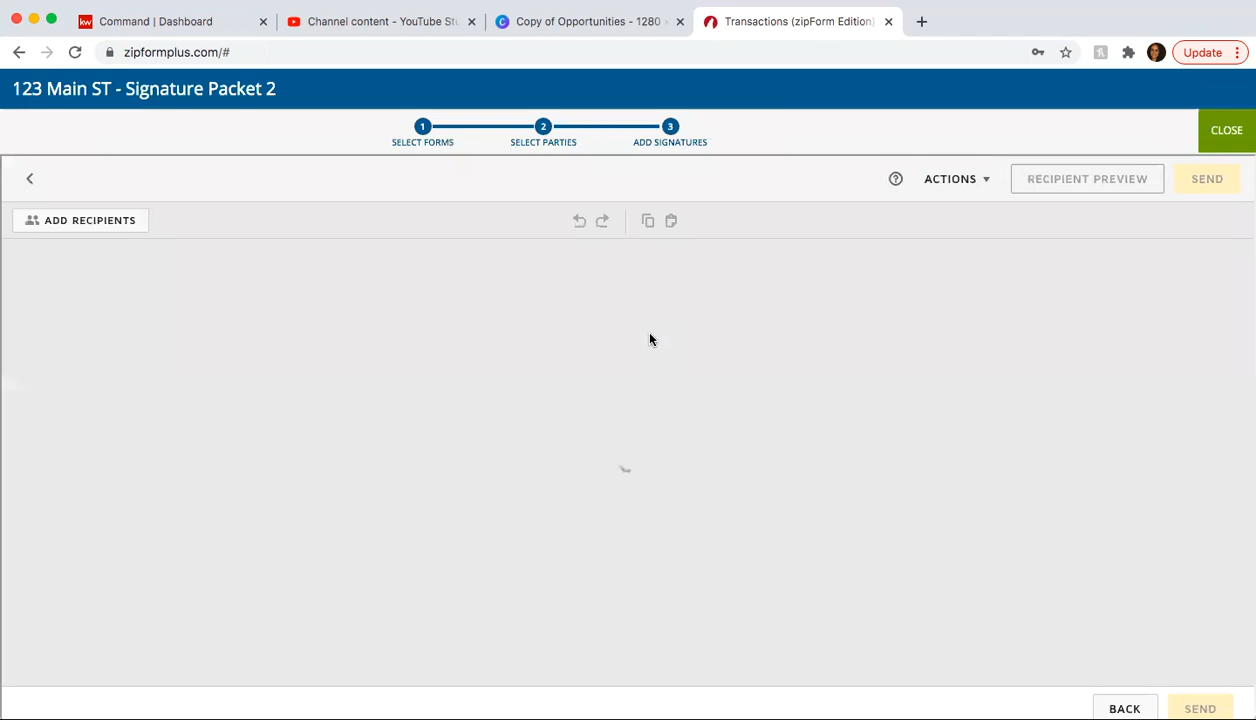 kw Command | Dashboard
Channel content - YouTube Stu
C Copy of Opportunities - 1280 ×
Transactions (zipForm Edition)
zipformplus.com/#
Update
123 Main ST - Signature Packet 2
1
2
3
SELECT FORMS
SELECT PARTIES
ADD SIGNATURES
CLOSE
?
ACTIONS
RECIPIENT PREVIEW
SEND
ADD RECIPIENTS
BACK
SEND